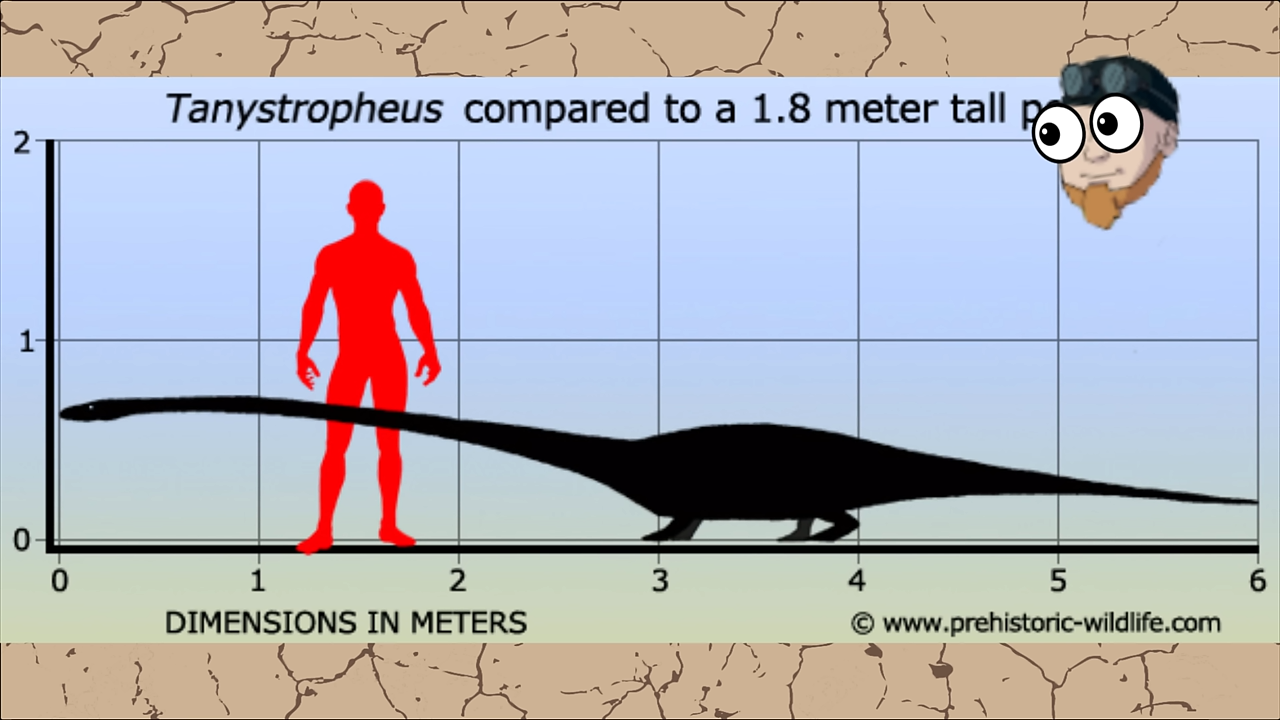 Tanystropheus compared to a 1.8 meter tall
2
1
0
0 1 2 3 4 5 6
DIMENSIONS IN METERS © www.prehistoric-wildlife.com